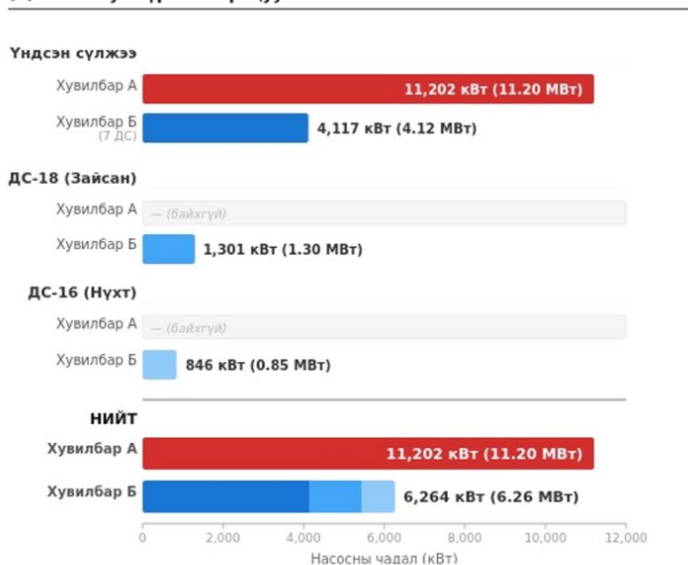 Үндсэн сүлжээ
Хувилбар А
11,202 кВт (11.20 МВт)
Хувилбар Б
(7 ДС)
4,117 кВт (4.12 МВт)
ДС-18 (Зайсан)
Хувилбар А
— (байхгүй)
Хувилбар Б
1,301 кВт (1.30 МВт)
ДС-16 (Нүхт)
Хувилбар А
— (байхгүй)
Хувилбар Б
846 кВт (0.85 МВт)
НИЙТ
Хувилбар А
11,202 кВт (11.20 МВт)
Хувилбар Б
6,264 кВт (6.26 МВт)
0 2,000 4,000 6,000 8,000 10,000 12,000
Насосны чадал (кВт)